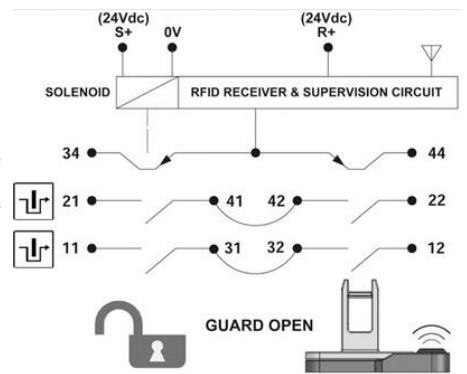 (24Vdc) (24Vdc)
S+ 0V R+
SOLENOID RFID RECEIVER & SUPERVISION CIRCUIT
34 44
21 41 42 22
11 31 32 12
GUARD OPEN